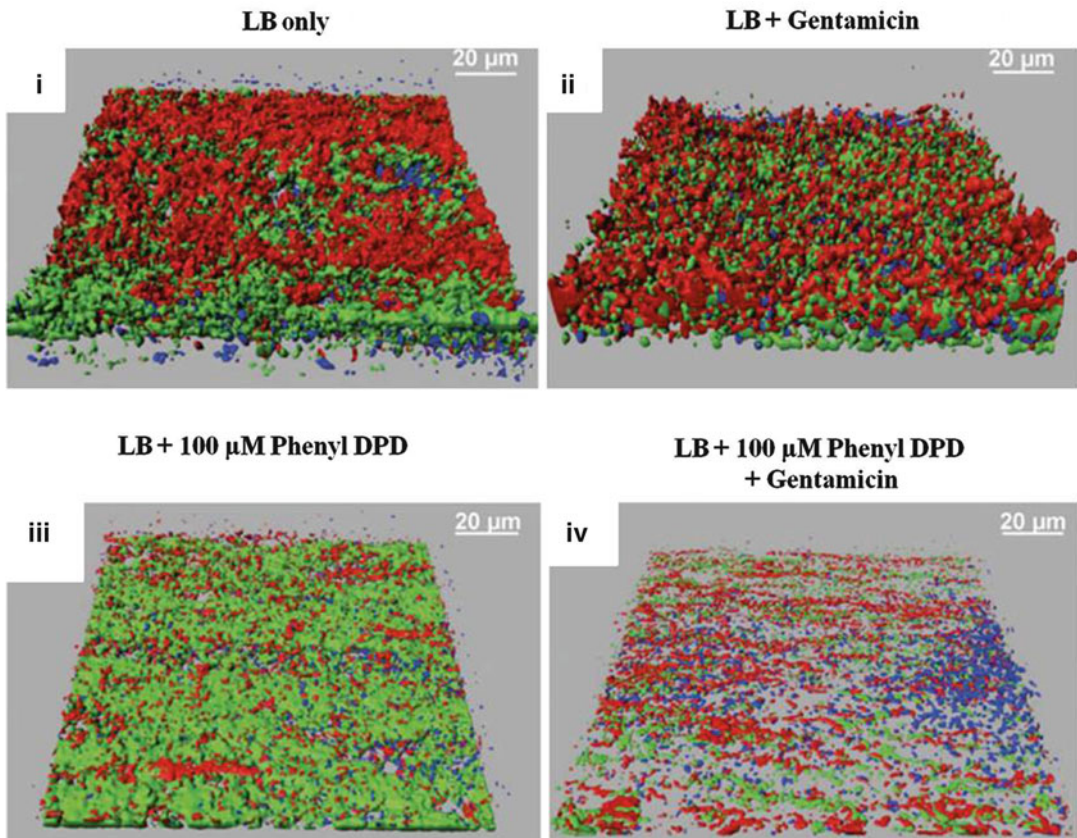 LB only
LB + Gentamicin
i
20 µm
ii
20 µm
LB + 100 µM Phenyl DPD
LB + 100 µM Phenyl DPD
+ Gentamicin
iii
20 µm
iv
20 µm